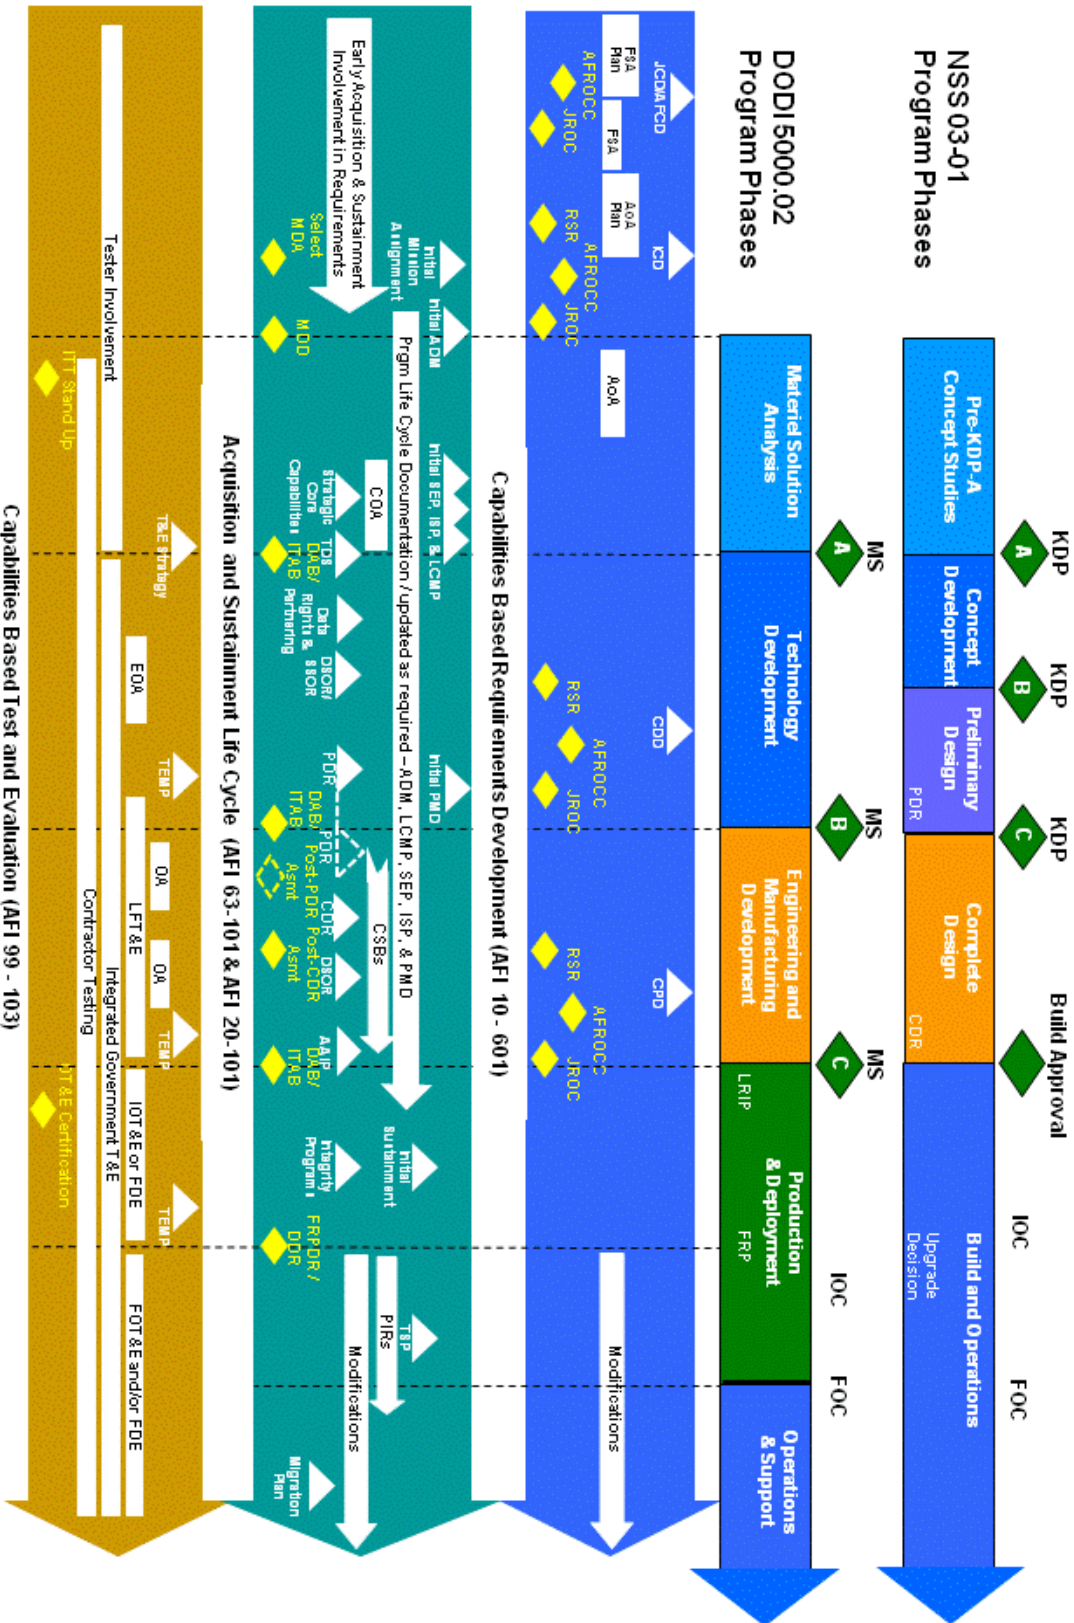 KDP
KDP
KDP
Build Approval
IOC
FOC
A
B
C
NSS 03-01
Program Phases
Pre-KDP-A
Concept Studies
Concept
Development
Preliminary
Design
PDR
Complete
Design
CDR
Build and Operations
Upgrade
Decision
MS
MS
MS
IOC
FOC
A
B
C
DODI 5000.02
Program Phases
Materiel Solution
Analysis
Technology
Development
Engineering and
Manufacturing
Development
Production
& Deployment
LRIP
FRP
Operations
& Support
JCD/AFCD
ICD
CDD
CPD
FSA
Plan
FSA
AoA
Plan
AoA
Modifications
AFROCC
JROC
RSR
AFROCC
JROC
RSR
AFROCC
JROC
RSR
AFROCC
JROC
Capabilities Based Requirements Development (AFI 10 - 601)
Initial
Mission
Assignment
Initial ADM
Initial SEP, ISP, & LCMP
Initial PMD
Initial
Sustainment
TSP
Early Acquisition & Sustainment
Involvement in Requirements
Prgm Life Cycle Documentation / updated as required – ADM, LCMP, SEP, ISP, & PMD
COA
CSBs
PIRs
Modifications
Strategic
Core
Capabilities
TDS
Data
Rights &
Partnering
DSOR/
SSOR
PDR
PDR
CDR
DSOR
AAIP
Integrity
Programs
Migration
Plan
Select
MDA
MDD
DAB/
ITAB
DAB/
ITAB
Post-PDR
Asmt
Post-CDR
Asmt
DAB/
ITAB
FRPDR /
DDR
Acquisition and Sustainment Life Cycle (AFI 63-101 & AFI 20-101)
T&E Strategy
TEMP
TEMP
TEMP
OA
OA
EOA
LFT&E
IOT&E or FDE
FOT&E and/or FDE
Tester Involvement
Integrated Government T&E
Contractor Testing
ITT Stand Up
OT&E Certification
Capabilities Based Test and Evaluation (AFI 99 - 103)